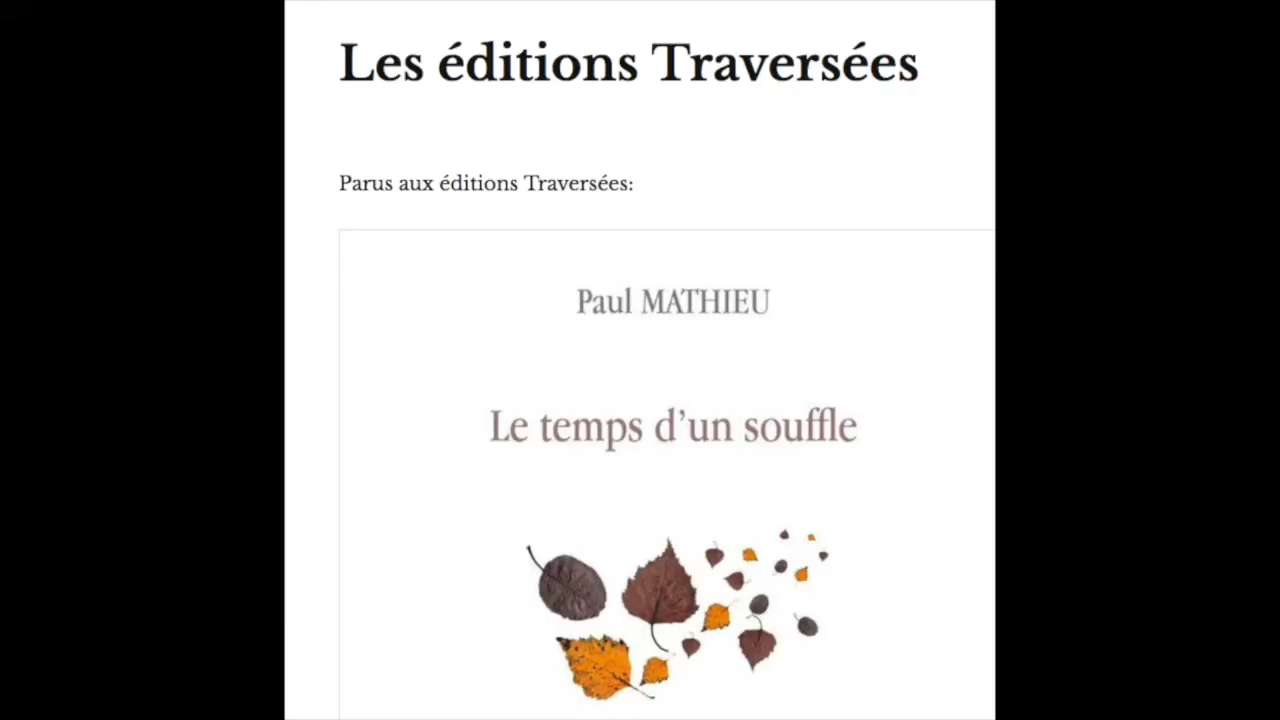 Les éditions Traversées
Parus aux éditions Traversées:
Paul MATHIEU
Le temps d'un souffle